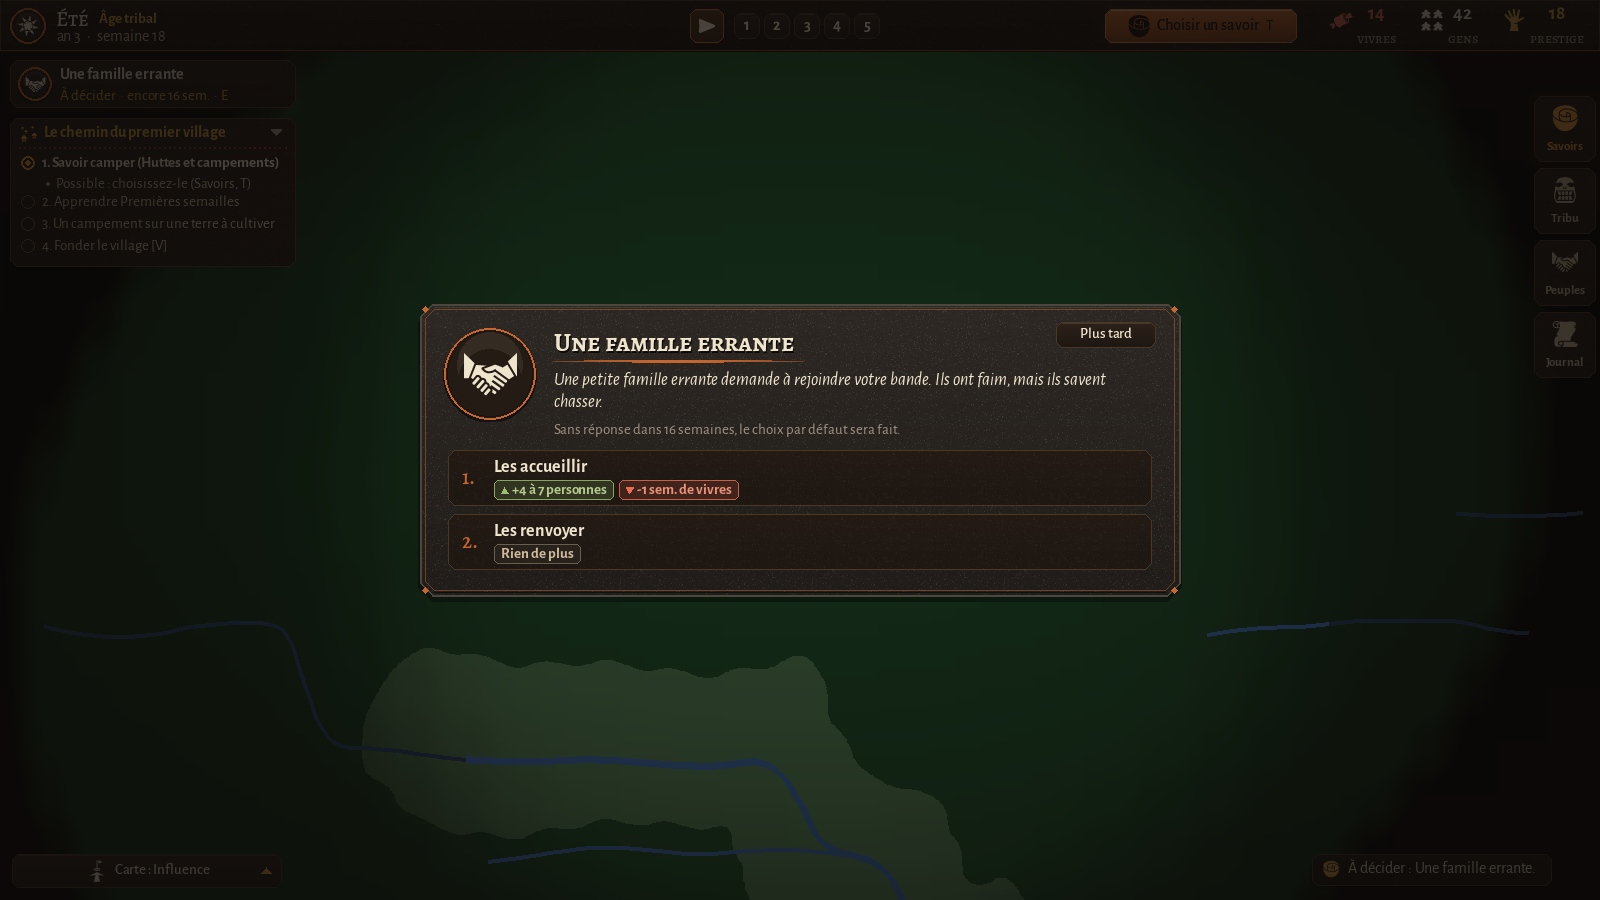 Été Âge tribal
an 3 · semaine 18
1 2 3 4 5
Choisir un savoir T
14
VIVRES
42
GENS
18
PRESTIGE
Une famille errante
À décider · encore 16 sem. · E
Le chemin du premier village
1. Savoir camper (Huttes et campements)
• Possible : choisissez-le (Savoirs, T)
2. Apprendre Premières semailles
3. Un campement sur une terre à cultiver
4. Fonder le village [V]
Savoirs
Tribu
Peuples
Journal
Une famille errante
Plus tard
Une petite famille errante demande à rejoindre votre bande. Ils ont faim, mais ils savent
chasser.
Sans réponse dans 16 semaines, le choix par défaut sera fait.
1. Les accueillir
▲ +4 à 7 personnes ▼ -1 sem. de vivres
2. Les renvoyer
Rien de plus
Carte : Influence
À décider : Une famille errante.